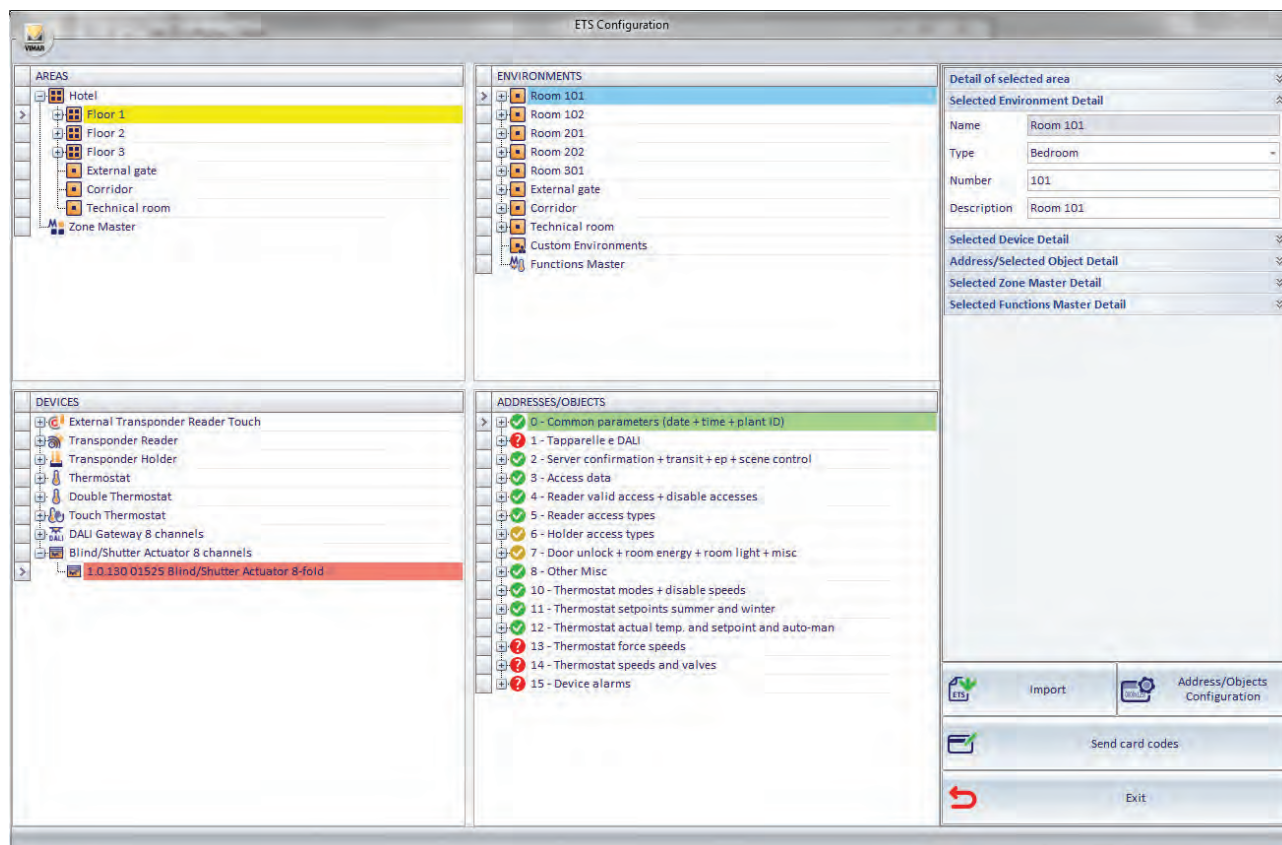 ETS Configuration
VIMAR
AREAS
Hotel
Floor 1
Floor 2
Floor 3
External gate
Corridor
Technical room
Zone Master
ENVIRONMENTS
Room 101
Room 102
Room 201
Room 202
Room 301
External gate
Corridor
Technical room
Custom Environments
Functions Master
Detail of selected area
Selected Environment Detail
Name Room 101
Type Bedroom
Number 101
Description Room 101
Selected Device Detail
Address/Selected Object Detail
Selected Zone Master Detail
Selected Functions Master Detail
DEVICES
External Transponder Reader Touch
Transponder Reader
Transponder Holder
Thermostat
Double Thermostat
Touch Thermostat
DALI Gateway 8 channels
Blind/Shutter Actuator 8 channels
1.0.130 01525 Blind/Shutter Actuator 8-fold
ADDRESSES/OBJECTS
0 - Common parameters (date + time + plant ID)
1 - Tapparelle e DALI
2 - Server confirmation + transit + ep + scene control
3 - Access data
4 - Reader valid access + disable accesses
5 - Reader access types
6 - Holder access types
7 - Door unlock + room energy + room light + misc
8 - Other Misc
10 - Thermostat modes + disable speeds
11 - Thermostat setpoints summer and winter
12 - Thermostat actual temp. and setpoint and auto-man
13 - Thermostat force speeds
14 - Thermostat speeds and valves
15 - Device alarms
ETS
Import
Address/Objects
Configuration
Send card codes
Exit